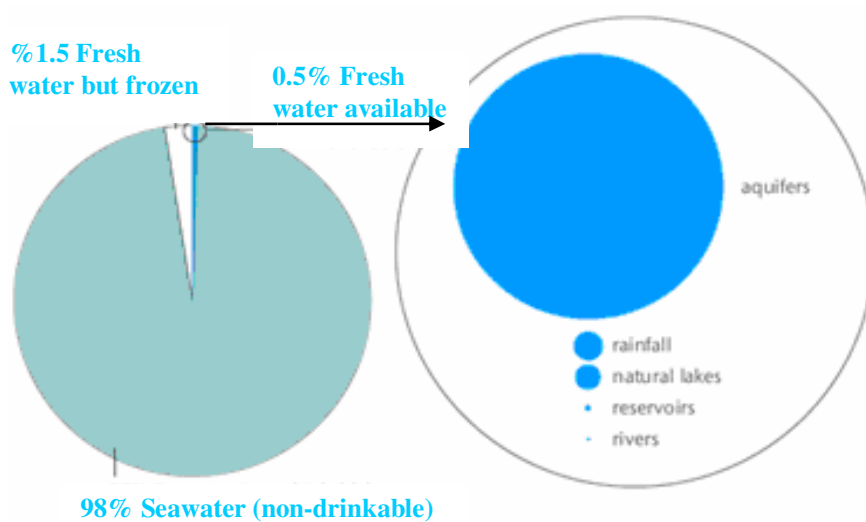 %1.5 Fresh
water but frozen
0.5% Fresh
water available
aquifers
rainfall
natural lakes
reservoirs
rivers
98% Seawater (non-drinkable)